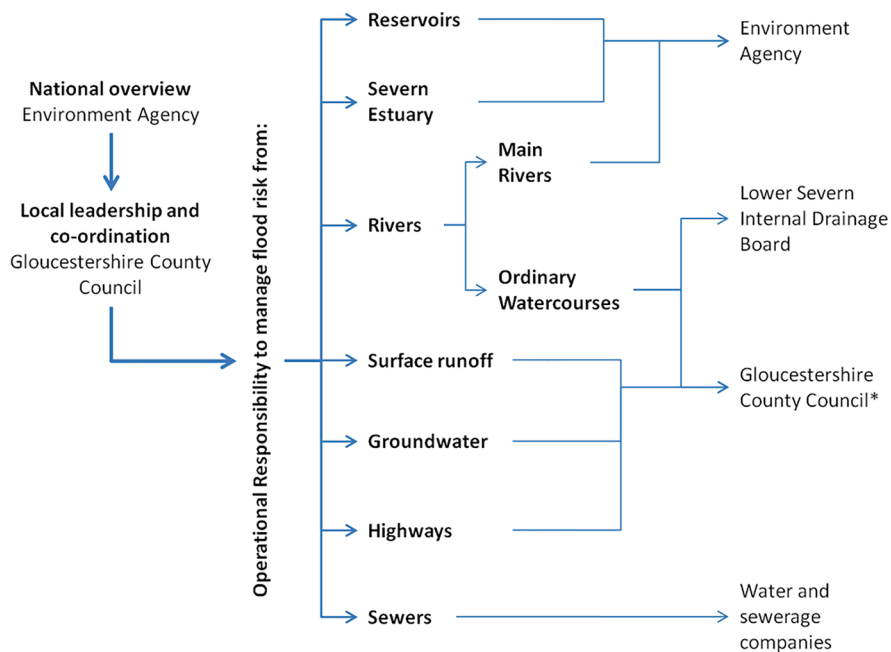 National overview
Environment Agency
Local leadership and
co-ordination
Gloucestershire County
Council
Operational Responsibility to manage flood risk from:
Reservoirs
Severn
Estuary
Rivers
Main
Rivers
Ordinary
Watercourses
Surface runoff
Groundwater
Highways
Sewers
Environment
Agency
Lower Severn
Internal Drainage
Board
Gloucestershire
County Council*
Water and
sewerage
companies